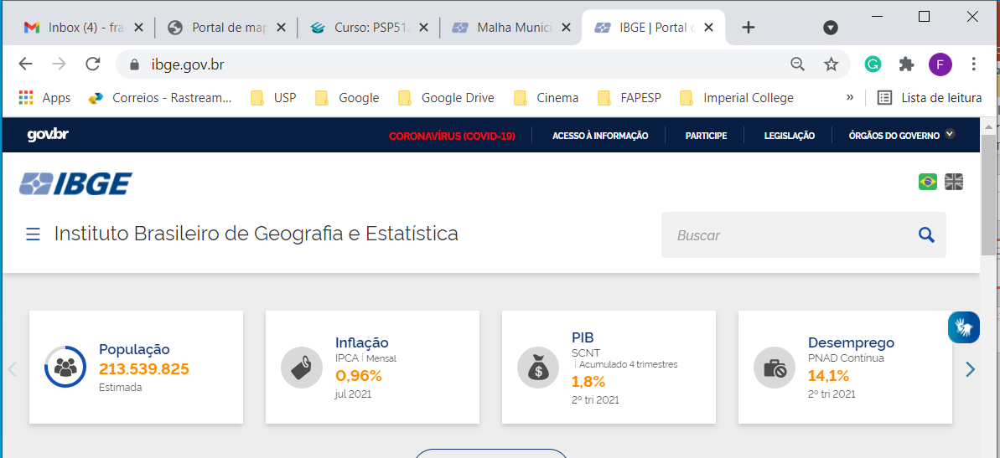 Inbox (4) - fra
Portal de map
Curso: PSP51
Malha Munici
IBGE | Portal
ibge.gov.br
F
Apps
Correios - Rastream...
USP
Google
Google Drive
Cinema
FAPESP
Imperial College
»
Lista de leitura
gov.br
CORONAVÍRUS (COVID-19)
ACESSO À INFORMAÇÃO
PARTICIPE
LEGISLAÇÃO
ÓRGÃOS DO GOVERNO
IBGE
Instituto Brasileiro de Geografia e Estatística
Buscar
População
213.539.825
Estimada
Inflação
IPCA | Mensal
0,96%
jul 2021
PIB
SCNT
| Acumulado 4 trimestres
1,8%
2º tri 2021
Desemprego
PNAD Contínua
14,1%
2º tri 2021